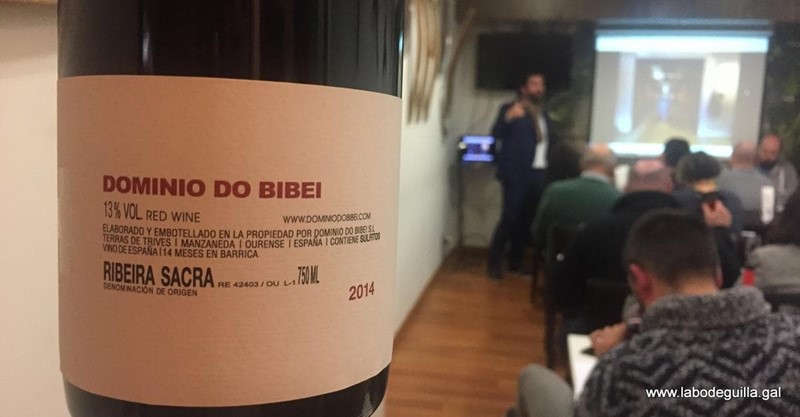 DOMINIO DO BIBEI
13% VOL. RED WINE WWW.DOMINIODOBIBEI.COM
ELABORADO Y EMBOTELLADO EN LA PROPIEDAD POR DOMINIO DO BIBEI S.L.
TERRAS DE TRIVES | MANZANEDA | OURENSE | ESPAÑA | CONTIENE SULFITOS
VINO DE ESPAÑA | 14 MESES EN BARRICA
RIBEIRA SACRA RE 42403 / OU L-1 750 ML
DENOMINACIÓN DE ORIGEN
2014
www.labodeguilla.gal